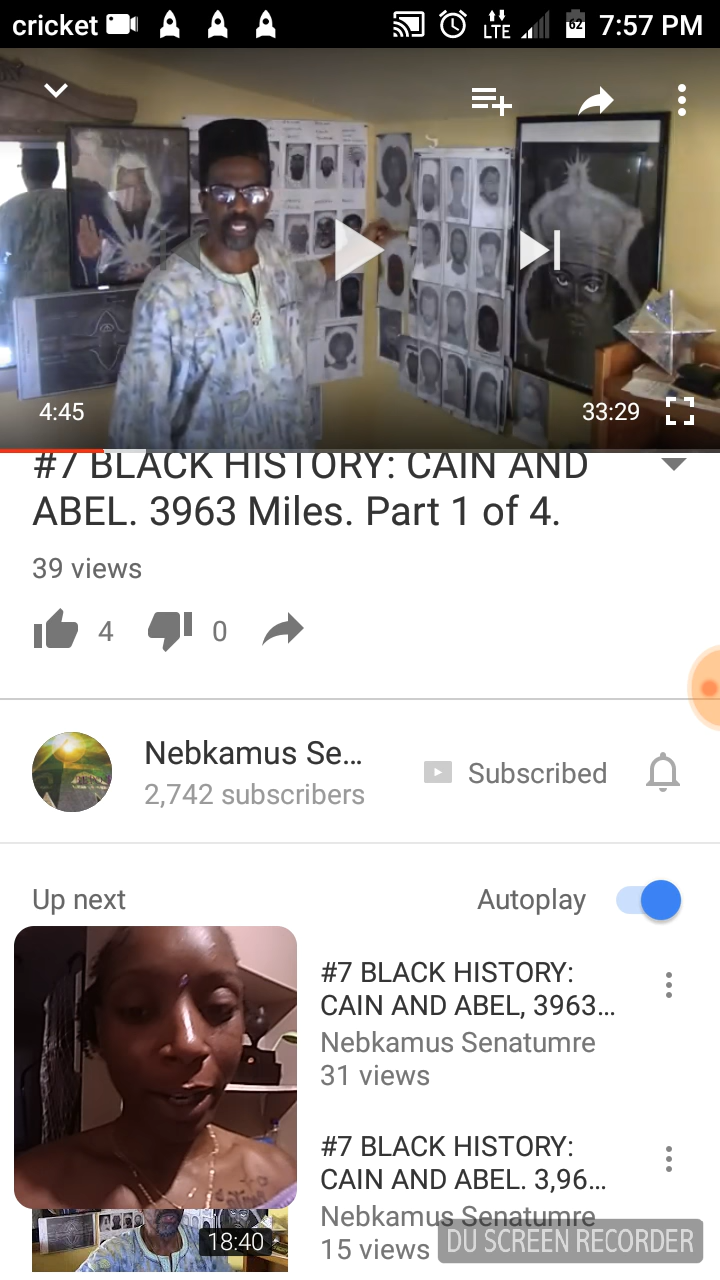 cricket
LTE
62
7:57 PM
4:45
33:29
#7 BLACK HISTORY: CAIN AND
ABEL. 3963 Miles. Part 1 of 4.
39 views
4
0
Nebkamus Se...
2,742 subscribers
Subscribed
Up next
Autoplay
#7 BLACK HISTORY:
CAIN AND ABEL, 3963...
Nebkamus Senatumre
31 views
#7 BLACK HISTORY:
CAIN AND ABEL. 3,96...
Nebkamus Senatumre
15 views
18:40
DU SCREEN RECORDER